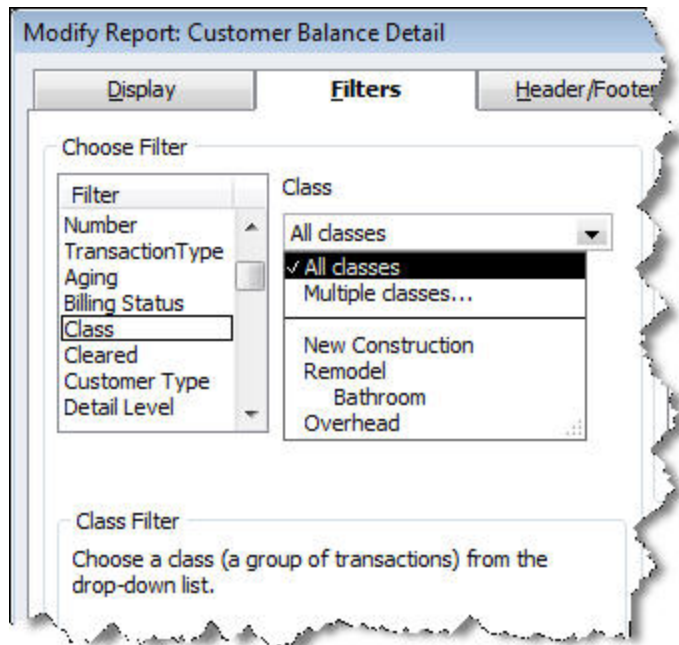 Modify Report: Customer Balance Detail
Display
Filters
Header/Footer
Choose Filter
Filter
Number
TransactionType
Aging
Billing Status
Class
Cleared
Customer Type
Detail Level
Class
All classes
✓ All classes
Multiple classes...
New Construction
Remodel
Bathroom
Overhead
Class Filter
Choose a class (a group of transactions) from the
drop-down list.